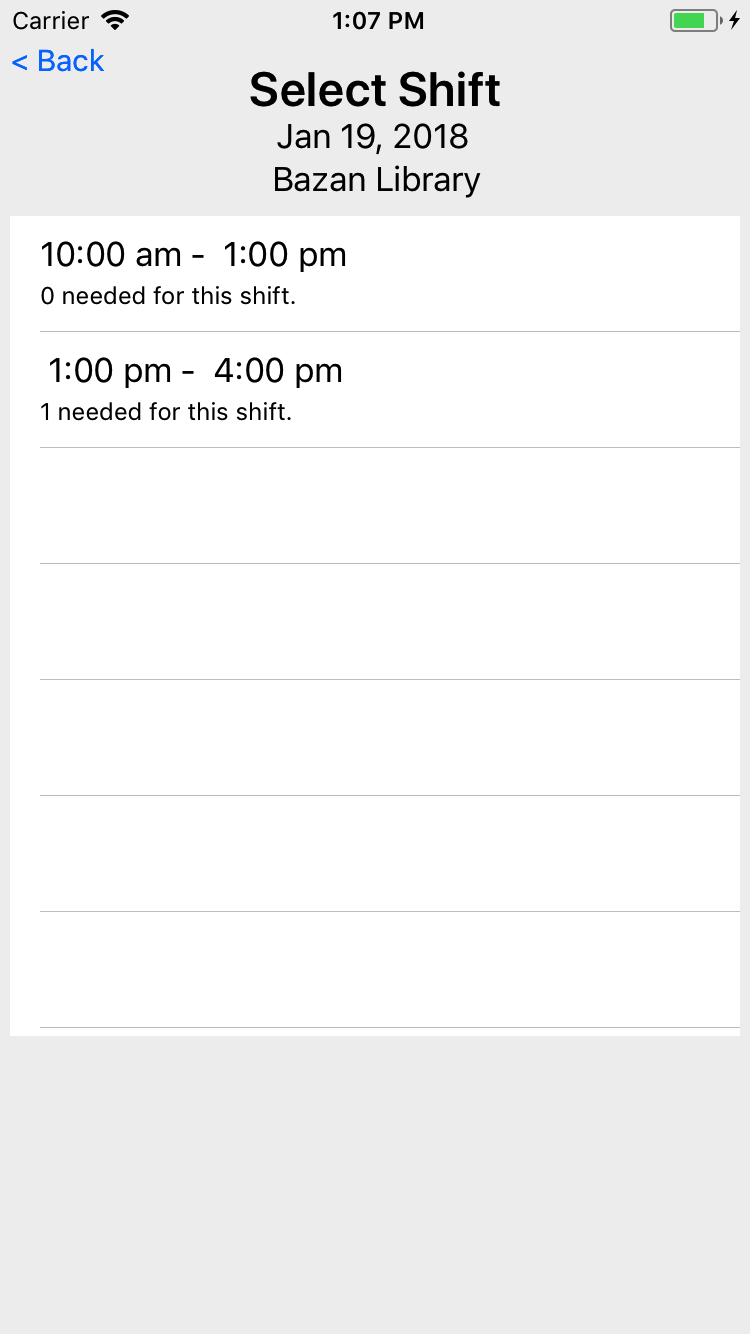 Carrier 1:07 PM
< Back
Select Shift
Jan 19, 2018
Bazan Library
10:00 am -  1:00 pm
0 needed for this shift.
1:00 pm -  4:00 pm
1 needed for this shift.